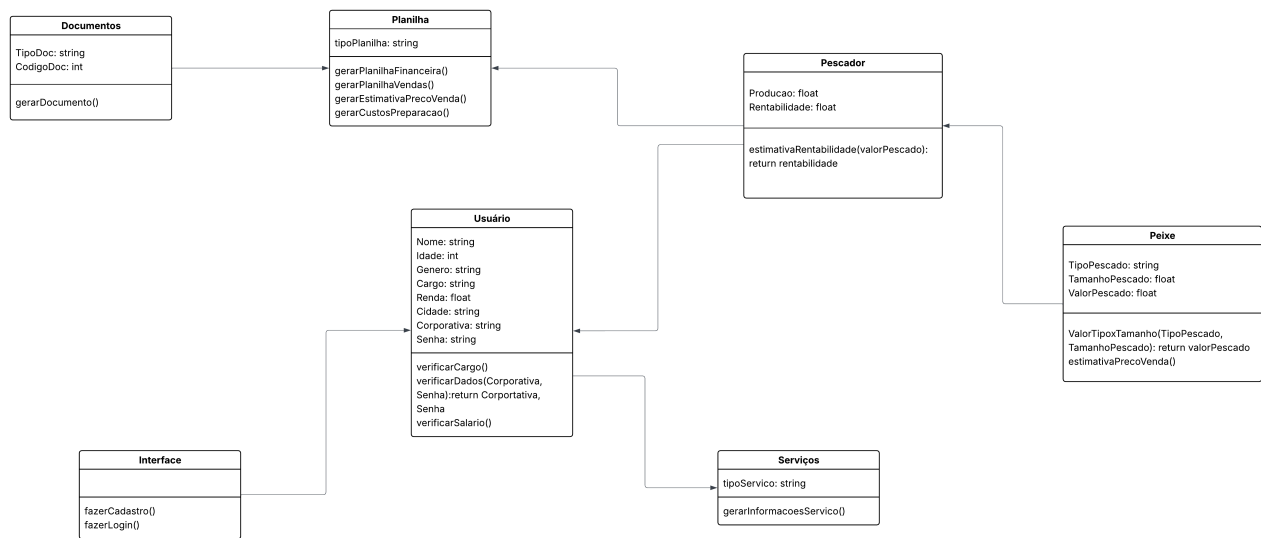 Documentos
TipoDoc: string
CodigoDoc: int
gerarDocumento()
Planilha
tipoPlanilha: string
gerarPlanilhaFinanceira()
gerarPlanilhaVendas()
gerarEstimativaPrecoVenda()
gerarCustosPreparacao()
Pescador
Producao: float
Rentabilidade: float
estimativaRentabilidade(valorPescado):
return rentabilidade
Usuário
Nome: string
Idade: int
Genero: string
Cargo: string
Renda: float
Cidade: string
Corporativa: string
Senha: string
verificarCargo()
verificarDados(Corporativa,
Senha):return Corportativa,
Senha
verificarSalario()
Peixe
TipoPescado: string
TamanhoPescado: float
ValorPescado: float
ValorTipoxTamanho(TipoPescado,
TamanhoPescado): return valorPescado
estimativaPrecoVenda()
Interface
fazerCadastro()
fazerLogin()
Serviços
tipoServico: string
gerarInformacoesServico()